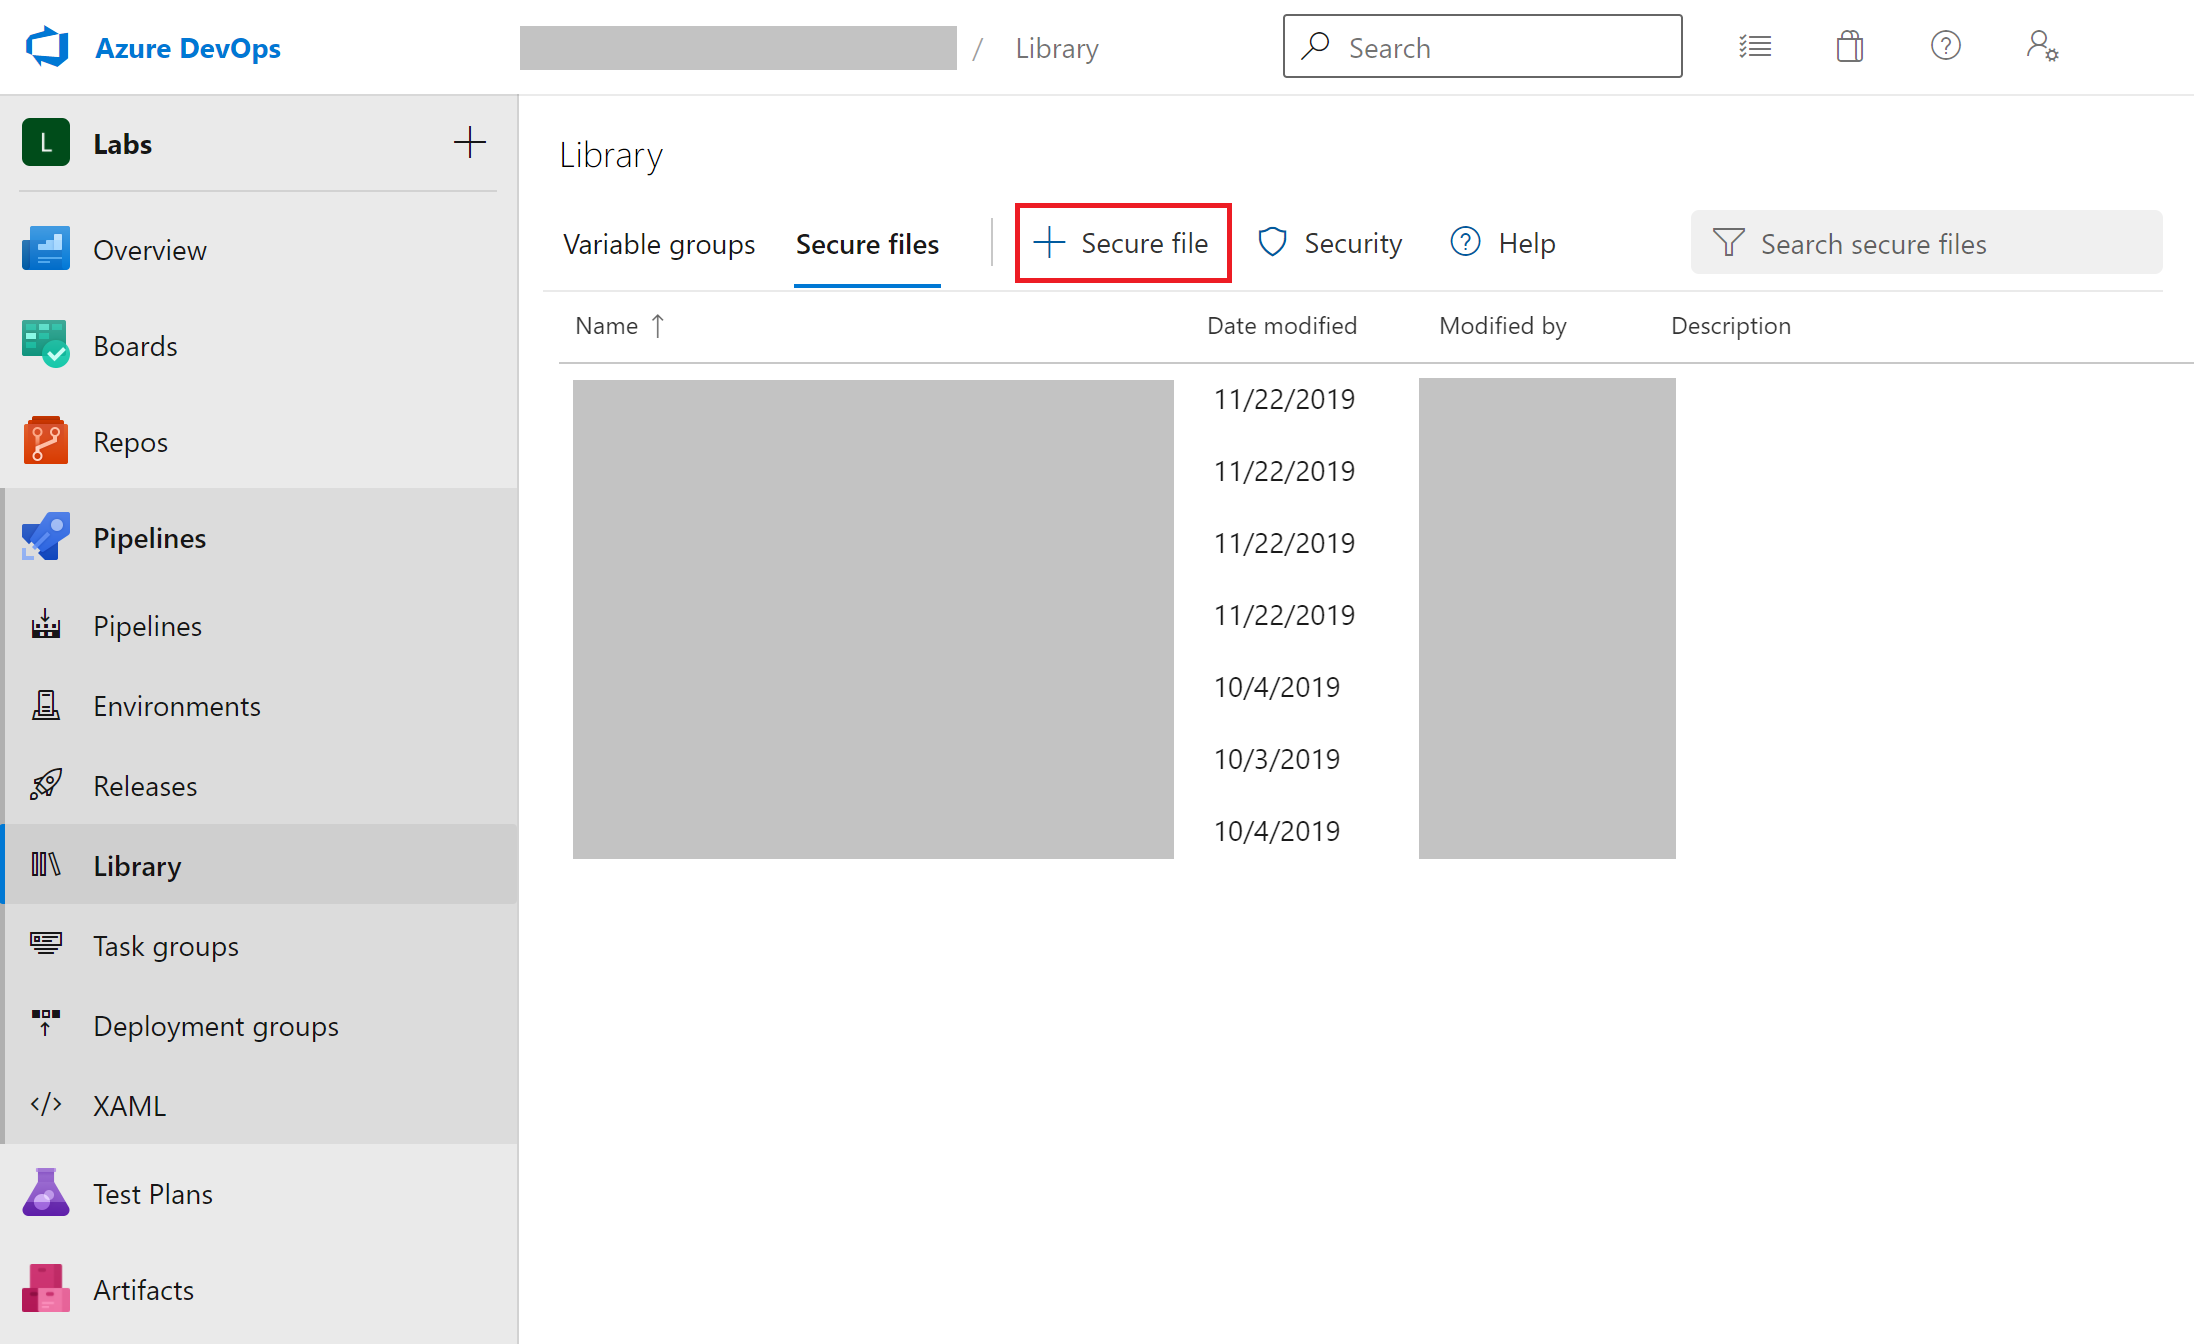 Azure DevOps
/ Library
Search
L Labs
Overview
Boards
Repos
Pipelines
Pipelines
Environments
Releases
Library
Task groups
Deployment groups
XAML
Test Plans
Artifacts
Library
Variable groups Secure files Secure file Security Help Search secure files
Name ↑ Date modified Modified by Description
11/22/2019
11/22/2019
11/22/2019
11/22/2019
10/4/2019
10/3/2019
10/4/2019